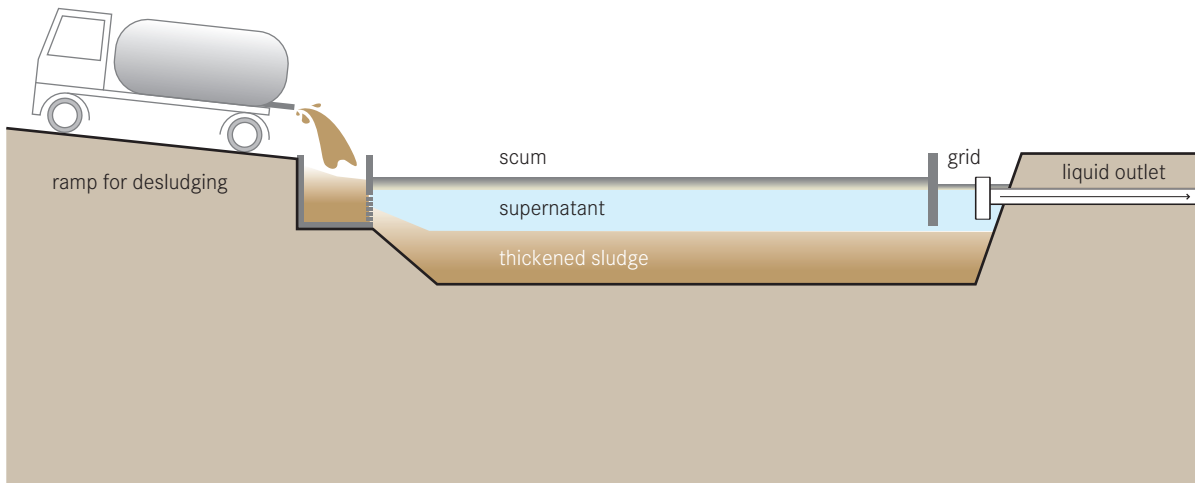 scum
grid
ramp for desludging
liquid outlet
supernatant
thickened sludge